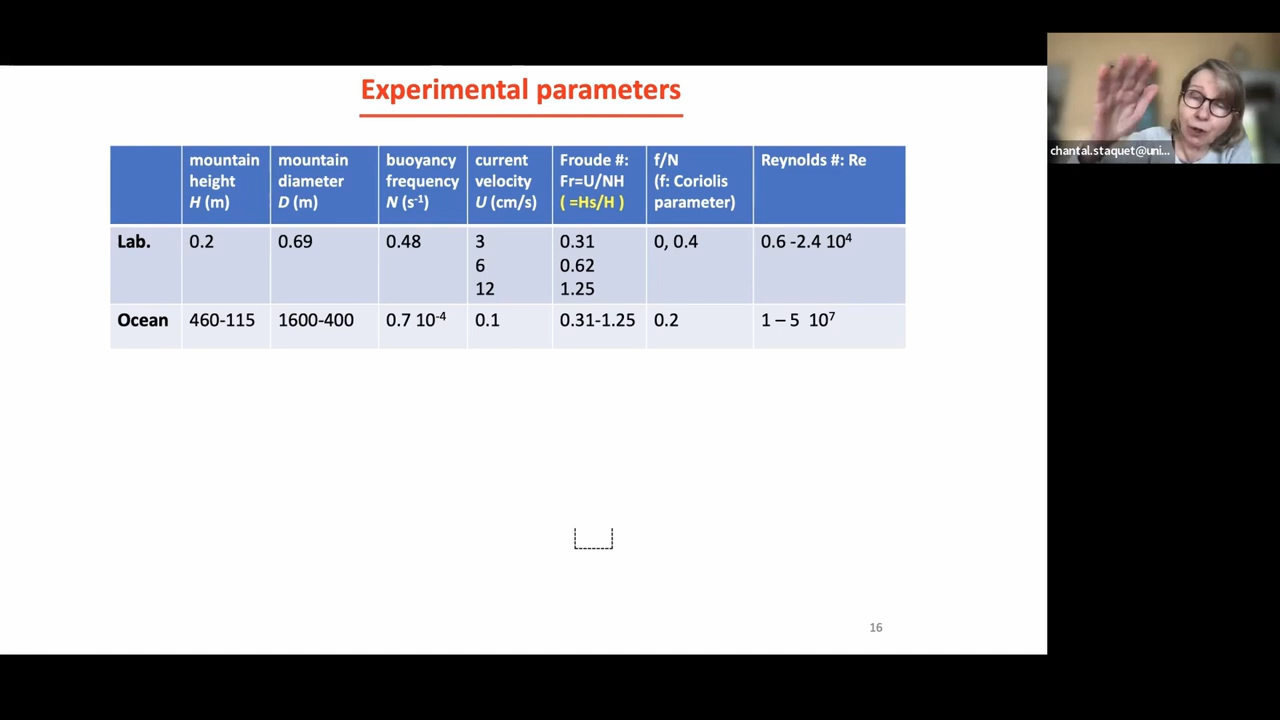 Experimental parameters
mountain height H (m)
mountain diameter D (m)
buoyancy frequency N (s-1)
current velocity U (cm/s)
Froude #: Fr=U/NH ( =Hs/H )
f/N (f: Coriolis parameter)
Reynolds #: Re
Lab.
0.2
0.69
0.48
3
6
12
0.31
0.62
1.25
0, 0.4
0.6 -2.4 10⁴
Ocean
460-115
1600-400
0.7 10⁻⁴
0.1
0.31-1.25
0.2
1 – 5 10⁷
16
chantal.staquet@uni...